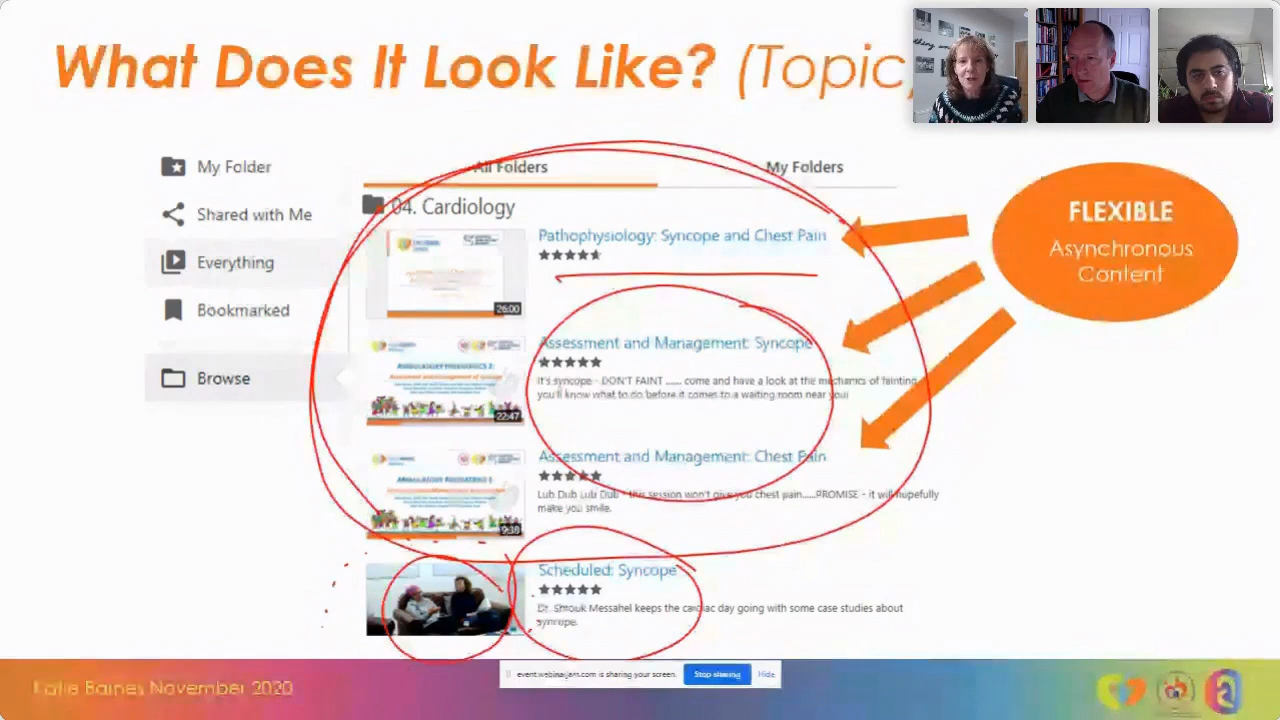 What Does It Look Like? (Topic)
My Folder
Shared with Me
Everything
Bookmarked
Browse
All Folders
My Folders
04. Cardiology
Pathophysiology: Syncope and Chest Pain
26:00
Assessment and Management: Syncope
It's syncope - DON'T FAINT ...... come and have a look at the mechanics of fainting
you'll know what to do before it comes to a waiting room near you!
22:47
Assessment and Management: Chest Pain
Lub Dub Lub Dub - this session won't give you chest pain......PROMISE - it will hopefully
make you smile.
9:38
Scheduled: Syncope
Dr. Shrouk Messahel keeps the cardiac day going with some case studies about
syncope.
FLEXIBLE
Asynchronous
Content
Katie Barnes November 2020
event.webinarjam.com is sharing your screen.
Stop sharing
Hide